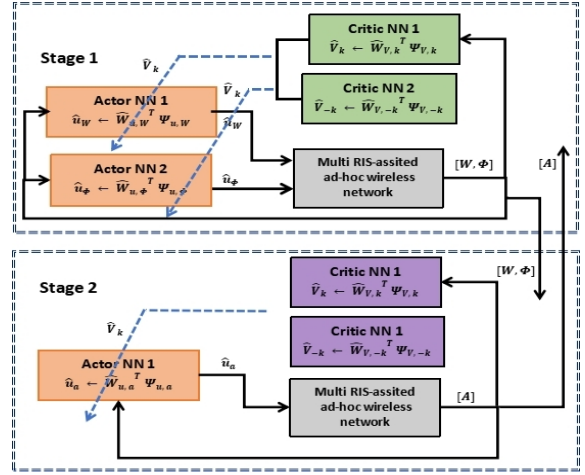 Stage 1
Critic NN 1
V̂ₖ ← Ŵ_{V,k}ᵀ Ψ_{V,k}
Critic NN 2
V̂₋ₖ ← Ŵ_{V,−k}ᵀ Ψ_{V,−k}
V̂ₖ
V̂ₖ
Actor NN 1
û_W ← Ŵ_{u,W}ᵀ Ψ_{u,W}
û_W
Actor NN 2
û_Φ ← Ŵ_{u,Φ}ᵀ Ψ_{u,Φ}
û_Φ
Multi RIS-assited
ad-hoc wireless
network
[W, Φ]
[A]
[W, Φ]
Stage 2
Critic NN 1
V̂ₖ ← Ŵ_{V,k}ᵀ Ψ_{V,k}
Critic NN 1
V̂₋ₖ ← Ŵ_{V,−k}ᵀ Ψ_{V,−k}
V̂ₖ
Actor NN 1
û_a ← Ŵ_{u,a}ᵀ Ψ_{u,a}
û_a
Multi RIS-assited
ad-hoc wireless
network
[A]